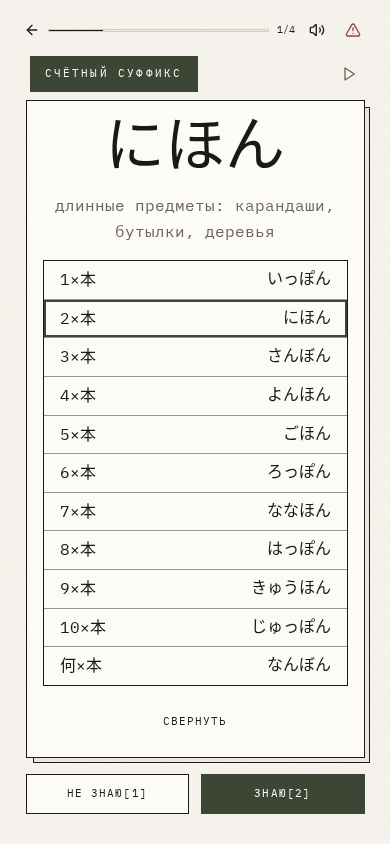 1/4
СЧЁТНЫЙ СУФФИКС
にほん
длинные предметы: карандаши,
бутылки, деревья
1×本 いっぽん
2×本 にほん
3×本 さんぼん
4×本 よんほん
5×本 ごほん
6×本 ろっぽん
7×本 ななほん
8×本 はっぽん
9×本 きゅうほん
10×本 じゅっぽん
何×本 なんぼん
СВЕРНУТЬ
НЕ ЗНАЮ[1] ЗНАЮ[2]